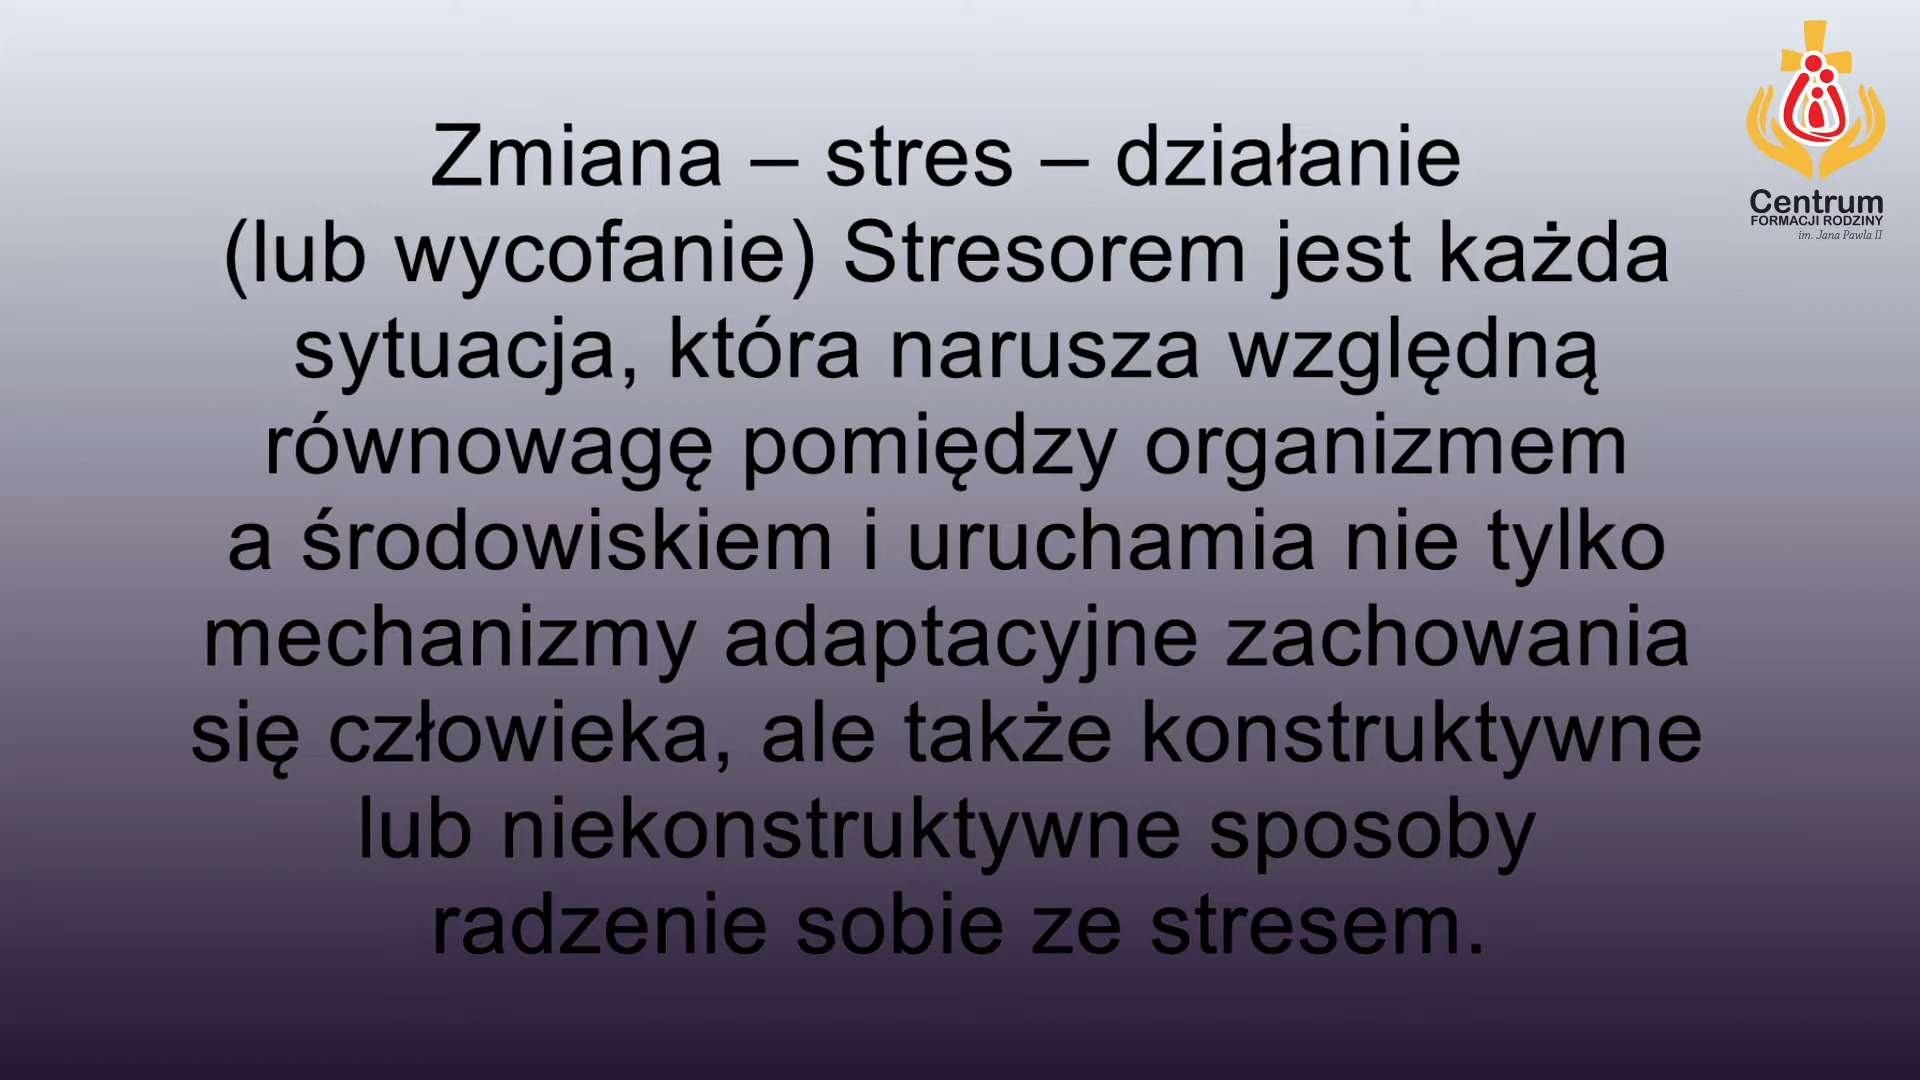 Zmiana – stres – działanie
(lub wycofanie) Stresorem jest każda
sytuacja, która narusza względną
równowagę pomiędzy organizmem
a środowiskiem i uruchamia nie tylko
mechanizmy adaptacyjne zachowania
się człowieka, ale także konstruktywne
lub niekonstruktywne sposoby
radzenie sobie ze stresem.
Centrum
FORMACJI RODZINY
im. Jana Pawla II